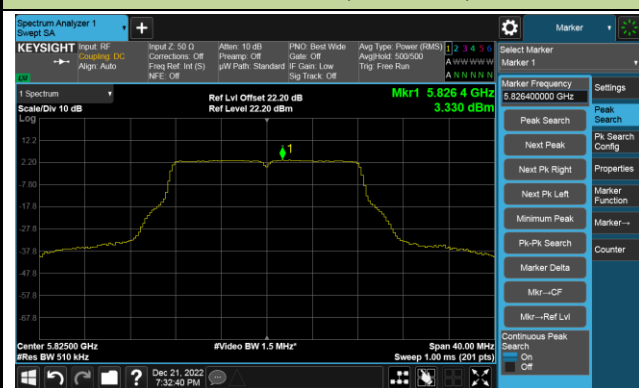 Spectrum Analyzer 1
Swept SA
Marker
KEYSIGHT
Input: RF
Coupling: DC
Align: Auto
Input Z: 50 Ω
Corrections: Off
Freq Ref: Int (S)
NFE: Off
Atten: 10 dB
Preamp: Off
µW Path: Standard
PNO: Best Wide
Gate: Off
IF Gain: Low
Sig Track: Off
Avg Type: Power (RMS)
Avg|Hold: 500/500
Trig: Free Run
1 2 3 4 5 6
A W W W W W
A N N N N N
Select Marker
Marker 1
1 Spectrum
Scale/Div 10 dB
Log
Ref Lvl Offset 22.20 dB
Ref Level 22.20 dBm
Mkr1 5.826 4 GHz
3.330 dBm
12.2
2.20
-7.80
-17.8
-27.8
-37.8
-47.8
-57.8
-67.8
1
Center 5.82500 GHz
#Res BW 510 kHz
#Video BW 1.5 MHz*
Span 40.00 MHz
Sweep 1.00 ms (201 pts)
Marker Frequency
5.826400000 GHz
Peak Search
Next Peak
Next Pk Right
Next Pk Left
Minimum Peak
Pk-Pk Search
Marker Delta
Mkr→CF
Mkr→Ref Lvl
Continuous Peak
Search
On
Off
Settings
Peak
Search
Pk Search
Config
Properties
Marker
Function
Marker→
Counter
Dec 21, 2022
7:32:40 PM